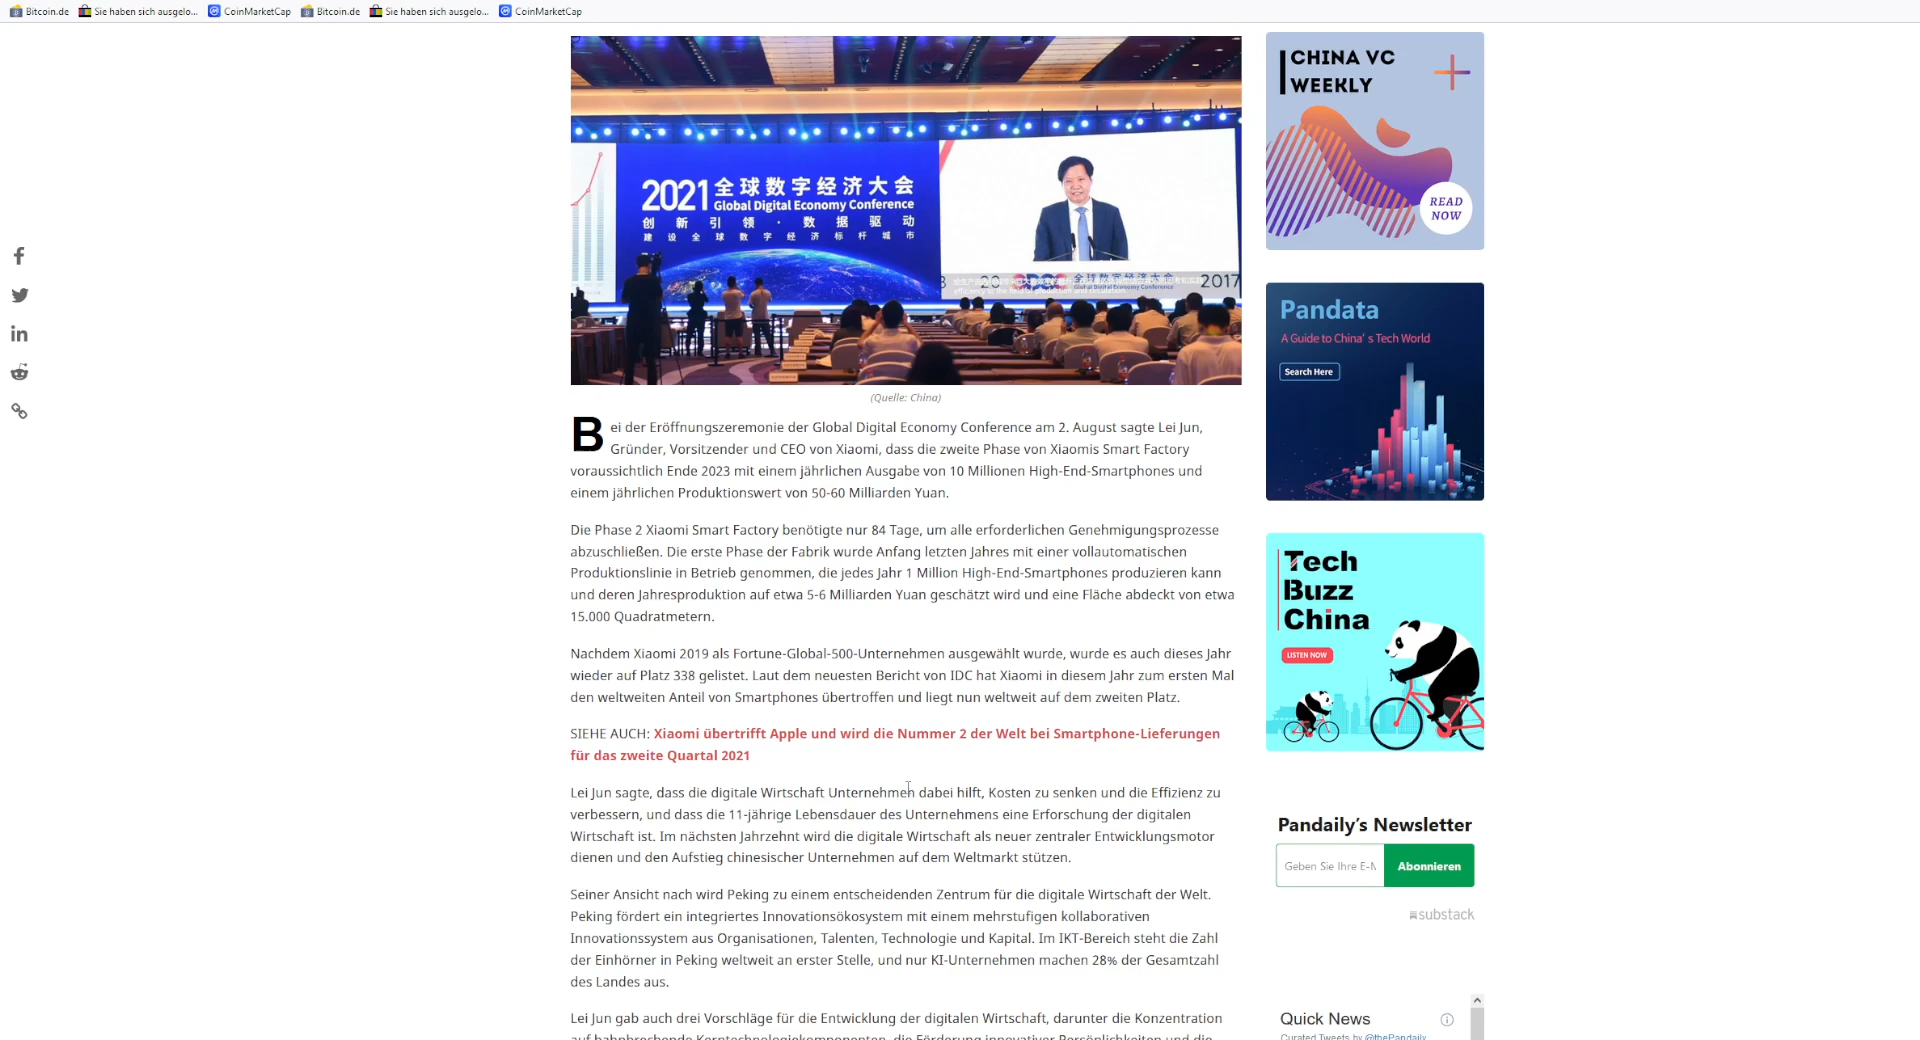 Bitcoin.de
Sie haben sich ausgelo...
CoinMarketCap
Bitcoin.de
Sie haben sich ausgelo...
CoinMarketCap
2021 全球数字经济大会
Global Digital Economy Conference
创新引领·数据驱动
建设全球数字经济标杆城市
全球数字经济大会
Global Digital Economy Conference
2017
(Quelle: China)
Bei der Eröffnungszeremonie der Global Digital Economy Conference am 2. August sagte Lei Jun,
Gründer, Vorsitzender und CEO von Xiaomi, dass die zweite Phase von Xiaomis Smart Factory
voraussichtlich Ende 2023 mit einem jährlichen Ausgabe von 10 Millionen High-End-Smartphones und
einem jährlichen Produktionswert von 50-60 Milliarden Yuan.
Die Phase 2 Xiaomi Smart Factory benötigte nur 84 Tage, um alle erforderlichen Genehmigungsprozesse
abzuschließen. Die erste Phase der Fabrik wurde Anfang letzten Jahres mit einer vollautomatischen
Produktionslinie in Betrieb genommen, die jedes Jahr 1 Million High-End-Smartphones produzieren kann
und deren Jahresproduktion auf etwa 5-6 Milliarden Yuan geschätzt wird und eine Fläche abdeckt von etwa
15.000 Quadratmetern.
Nachdem Xiaomi 2019 als Fortune-Global-500-Unternehmen ausgewählt wurde, wurde es auch dieses Jahr
wieder auf Platz 338 gelistet. Laut dem neuesten Bericht von IDC hat Xiaomi in diesem Jahr zum ersten Mal
den weltweiten Anteil von Smartphones übertroffen und liegt nun weltweit auf dem zweiten Platz.
SIEHE AUCH: Xiaomi übertrifft Apple und wird die Nummer 2 der Welt bei Smartphone-Lieferungen
für das zweite Quartal 2021
Lei Jun sagte, dass die digitale Wirtschaft Unternehmen dabei hilft, Kosten zu senken und die Effizienz zu
verbessern, und dass die 11-jährige Lebensdauer des Unternehmens eine Erforschung der digitalen
Wirtschaft ist. Im nächsten Jahrzehnt wird die digitale Wirtschaft als neuer zentraler Entwicklungsmotor
dienen und den Aufstieg chinesischer Unternehmen auf dem Weltmarkt stützen.
Seiner Ansicht nach wird Peking zu einem entscheidenden Zentrum für die digitale Wirtschaft der Welt.
Peking fördert ein integriertes Innovationsökosystem mit einem mehrstufigen kollaborativen
Innovationssystem aus Organisationen, Talenten, Technologie und Kapital. Im IKT-Bereich steht die Zahl
der Einhörner in Peking weltweit an erster Stelle, und nur KI-Unternehmen machen 28% der Gesamtzahl
des Landes aus.
Lei Jun gab auch drei Vorschläge für die Entwicklung der digitalen Wirtschaft, darunter die Konzentration
auf bahnbrechende Kerntechnologiekomponenten, die Förderung innovativer Persönlichkeiten und die
CHINA VC
WEEKLY
READ
NOW
Pandata
A Guide to China' s Tech World
Search Here
Tech
Buzz
China
LISTEN NOW
Pandaily's Newsletter
Geben Sie Ihre E-M
Abonnieren
substack
Quick News
Curated Tweets by @thePandaily